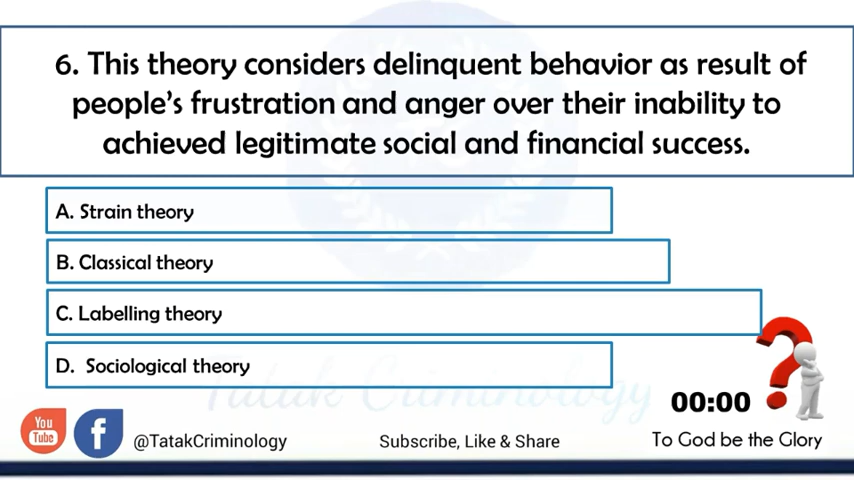 6. This theory considers delinquent behavior as result of
people's frustration and anger over their inability to
achieved legitimate social and financial success.
A. Strain theory
B. Classical theory
C. Labelling theory
D. Sociological theory
Tatak Criminology
00:00
You
Tube
f
@TatakCriminology
Subscribe, Like & Share
To God be the Glory